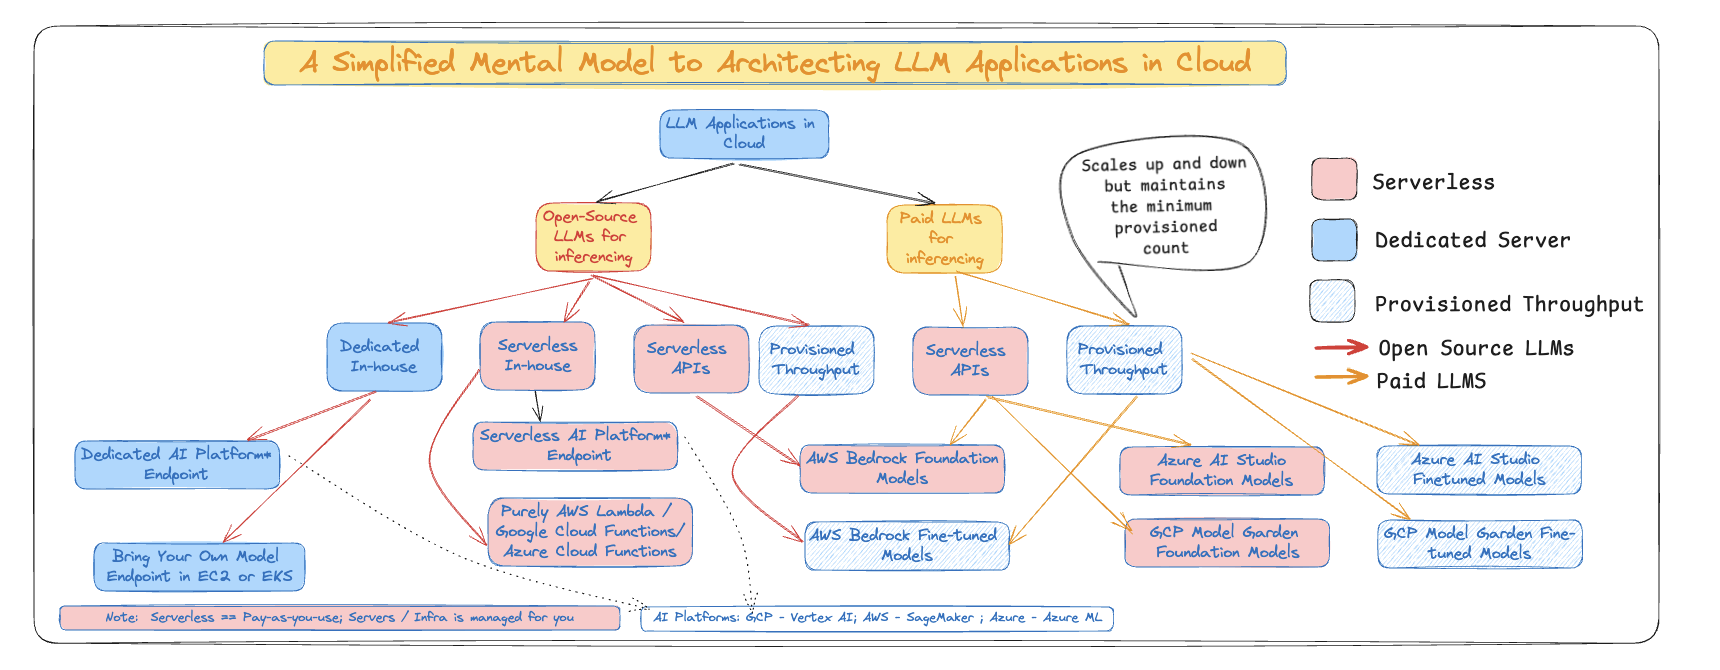 A Simplified Mental Model to Architecting LLM Applications in Cloud
LLM Applications in
Cloud
Scales up and down
but maintains
the minimum
provisioned
count
Serverless
Dedicated Server
Provisioned Throughput
Open Source LLMs
Paid LLMS
Open-Source
LLMs for
inferencing
Paid LLMs
for
inferencing
Dedicated
In-house
Serverless
In-house
Serverless
APIs
Provisioned
Throughput
Serverless
APIs
Provisioned
Throughput
Dedicated AI Platform*
Endpoint
Serverless AI Platform*
Endpoint
AWS Bedrock Foundation
Models
Azure AI Studio
Foundation Models
Azure AI Studio
Finetuned Models
Bring Your Own Model
Endpoint in EC2 or EKS
Purely AWS Lambda /
Google Cloud Functions/
Azure Cloud Functions
AWS Bedrock Fine-tuned
Models
GCP Model Garden
Foundation Models
GCP Model Garden Fine-
tuned Models
Note: Serverless == Pay-as-you-use; Servers / Infra is managed for you
AI Platforms: GCP - Vertex AI; AWS - SageMaker ; Azure - Azure ML